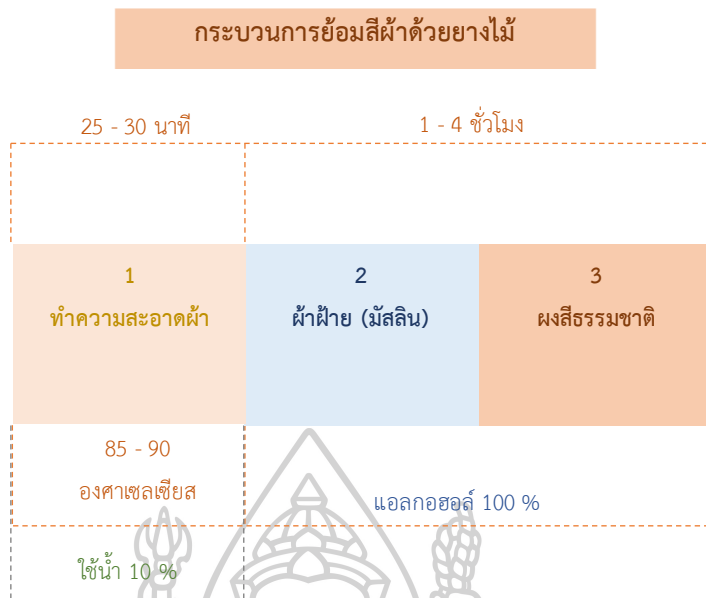 กระบวนการย้อมสีผ้าด้วยยางไม้
25 - 30 นาที
1 - 4 ชั่วโมง
1
ทำความสะอาดผ้า
2
ผ้าฝ้าย (มัสลิน)
3
ผงสีธรรมชาติ
85 - 90
องศาเซลเซียส
แอลกอฮอล์ 100 %
ใช้น้ำ 10 %